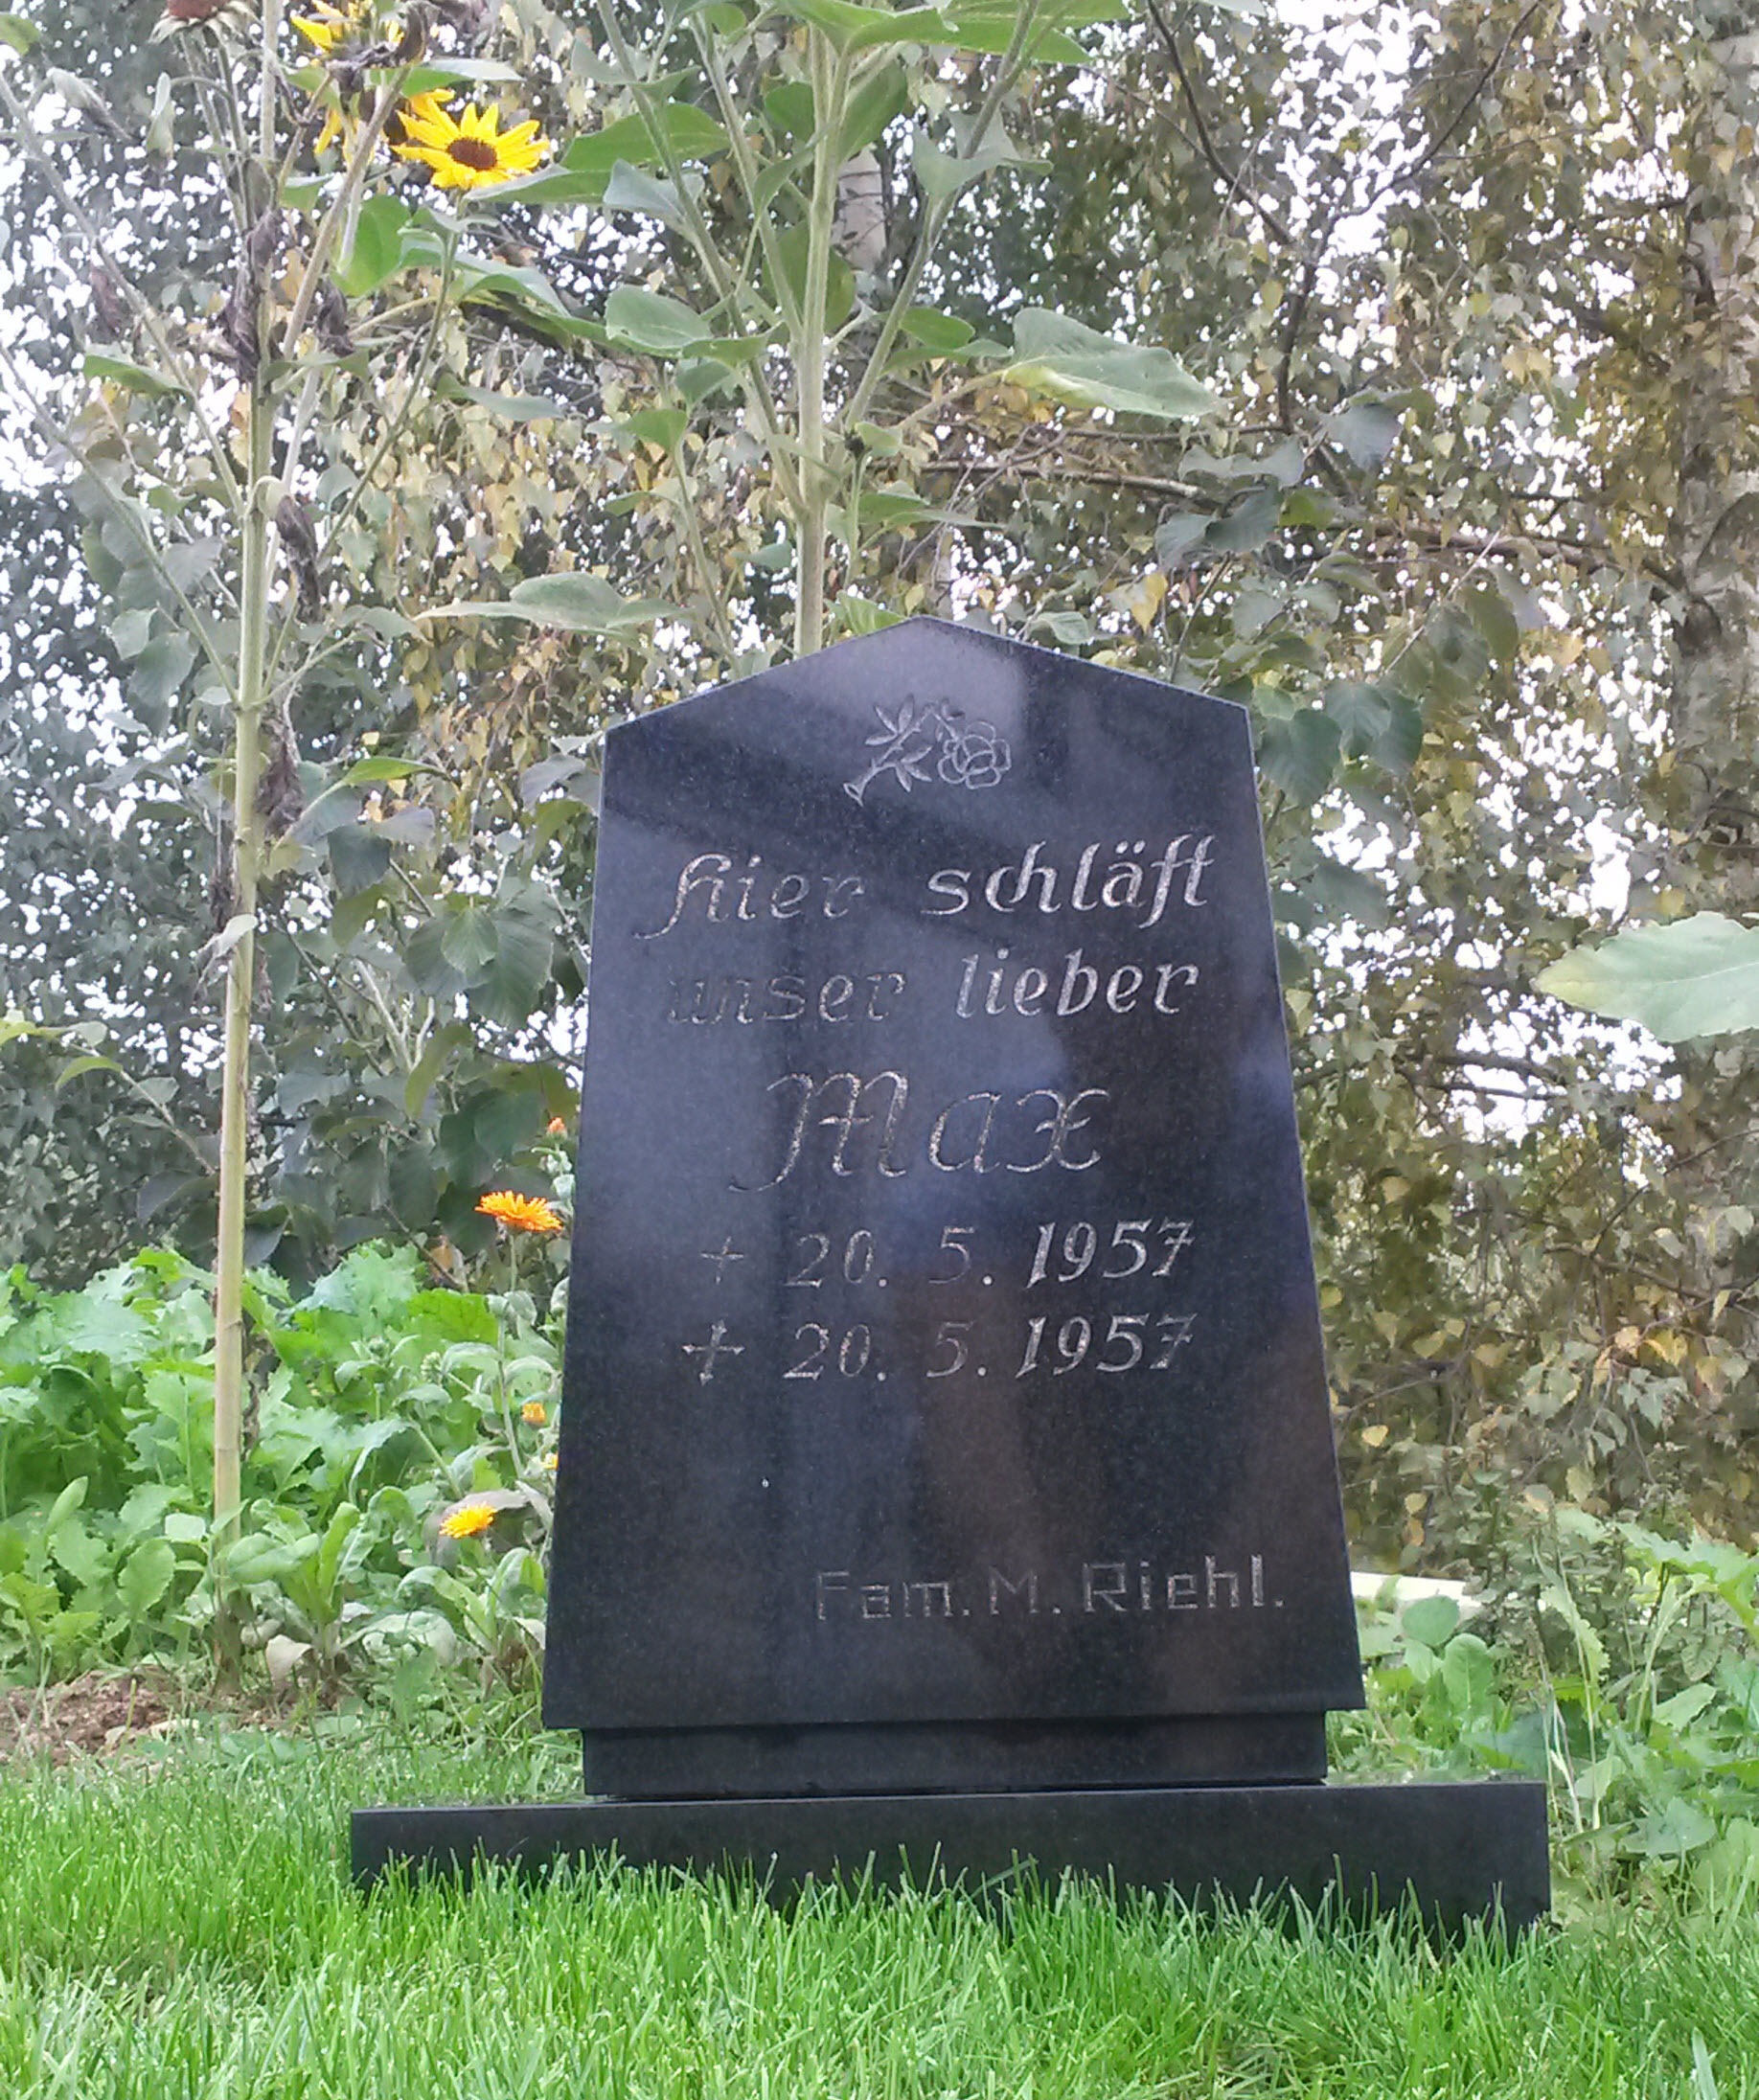 Hier schläft
unser lieber
Max
+ 20. 5. 1957
+ 20. 5. 1957
Fam. M. Riehl.